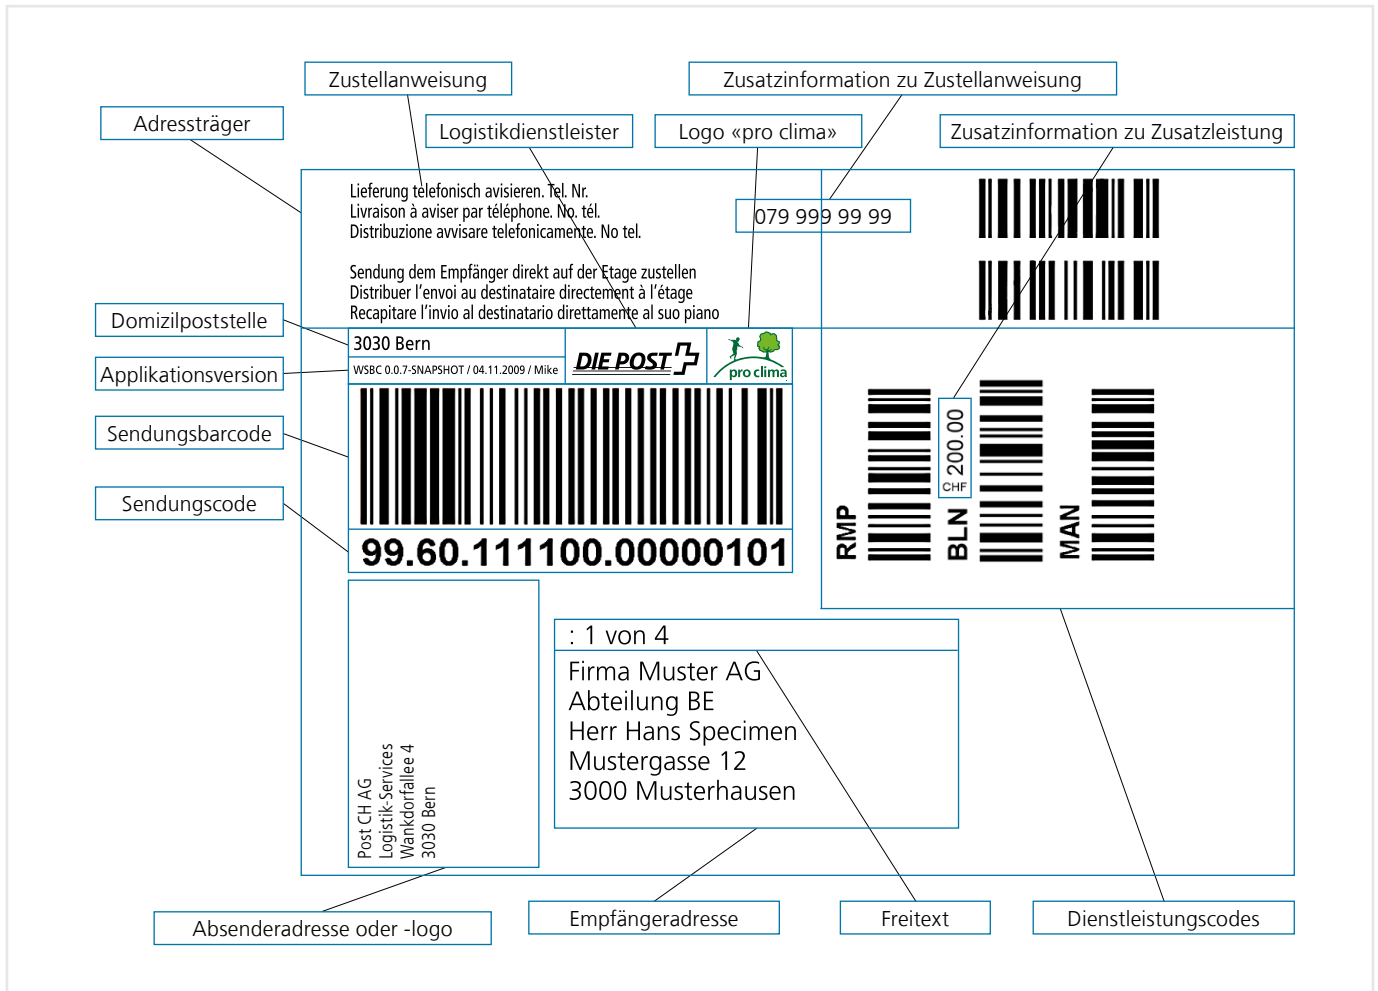 Zustellanweisung
Zusatzinformation zu Zustellanweisung
Adressträger
Logistikdienstleister
Logo «pro clima»
Zusatzinformation zu Zusatzleistung
Lieferung telefonisch avisieren. Tel. Nr.
Livraison à aviser par téléphone. No. tél.
Distribuzione avvisare telefonicamente. No tel.
079 999 99 99
Sendung dem Empfänger direkt auf der Etage zustellen
Distribuer l'envoi au destinataire directement à l'étage
Recapitare l'invio al destinatario direttamente al suo piano
Domizilpoststelle
3030 Bern
Applikationsversion
WSBC 0.0.7-SNAPSHOT / 04.11.2009 / Mike
DIE POST
pro clima
Sendungsbarcode
Sendungscode
99.60.111100.00000101
RMP
CHF 200.00
BLN
MAN
: 1 von 4
Firma Muster AG
Abteilung BE
Herr Hans Specimen
Mustergasse 12
3000 Musterhausen
Post CH AG
Logistik-Services
Wankdorfallee 4
3030 Bern
Absenderadresse oder -logo
Empfängeradresse
Freitext
Dienstleistungscodes